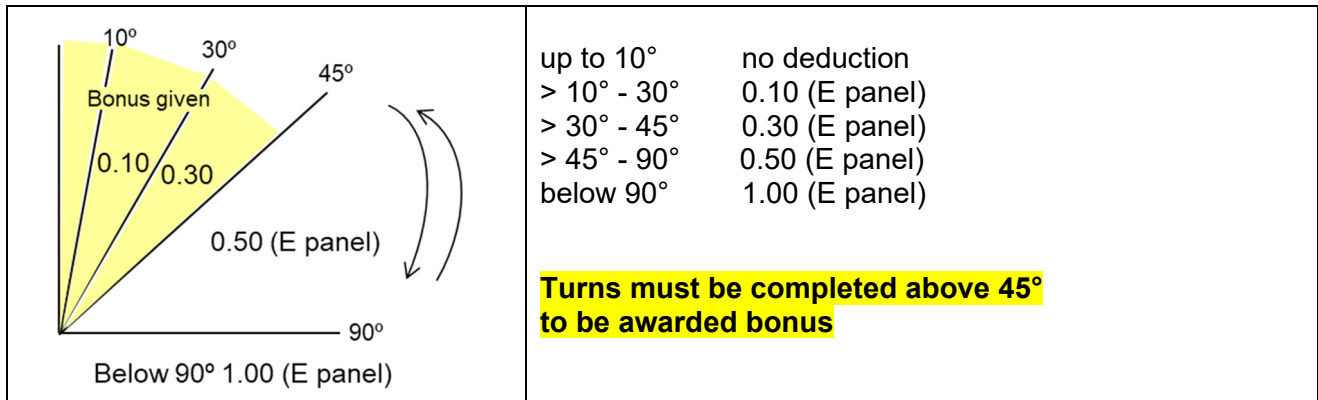 10º
30º
45º
Bonus given
0.10
0.30
0.50 (E panel)
90º
Below 90º 1.00 (E panel)
up to 10° no deduction
> 10° - 30° 0.10 (E panel)
> 30° - 45° 0.30 (E panel)
> 45° - 90° 0.50 (E panel)
below 90° 1.00 (E panel)
Turns must be completed above 45°
to be awarded bonus